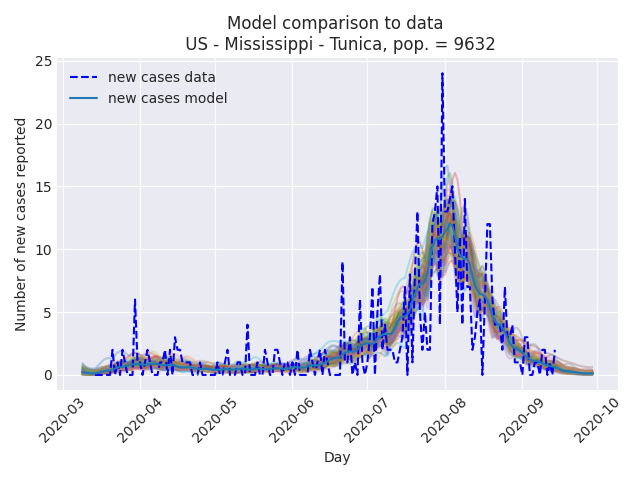 Model comparison to data
US - Mississippi - Tunica, pop. = 9632
new cases data
new cases model
Number of new cases reported
25
20
15
10
5
0
2020-03
2020-04
2020-05
2020-06
2020-07
2020-08
2020-09
2020-10
Day